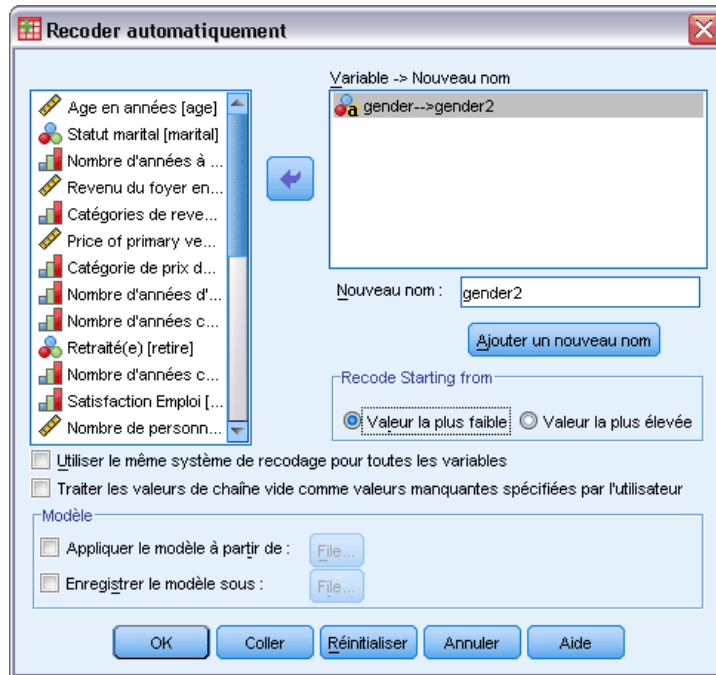 Recoder automatiquement
Variable -> Nouveau nom
Age en années [age]
Statut marital [marital]
Nombre d'années à ...
Revenu du foyer en...
Catégories de reve...
Price of primary ve...
Catégorie de prix d...
Nombre d'années d'...
Nombre d'années c...
Retraité(e) [retire]
Nombre d'années c...
Satisfaction Emploi [...
Nombre de personn...
a gender-->gender2
Nouveau nom : gender2
Ajouter un nouveau nom
Recode Starting from
Valeur la plus faible Valeur la plus élevée
Utiliser le même système de recodage pour toutes les variables
Traiter les valeurs de chaîne vide comme valeurs manquantes spécifiées par l'utilisateur
Modèle
Appliquer le modèle à partir de : File...
Enregistrer le modèle sous : File...
OK Coller Réinitialiser Annuler Aide